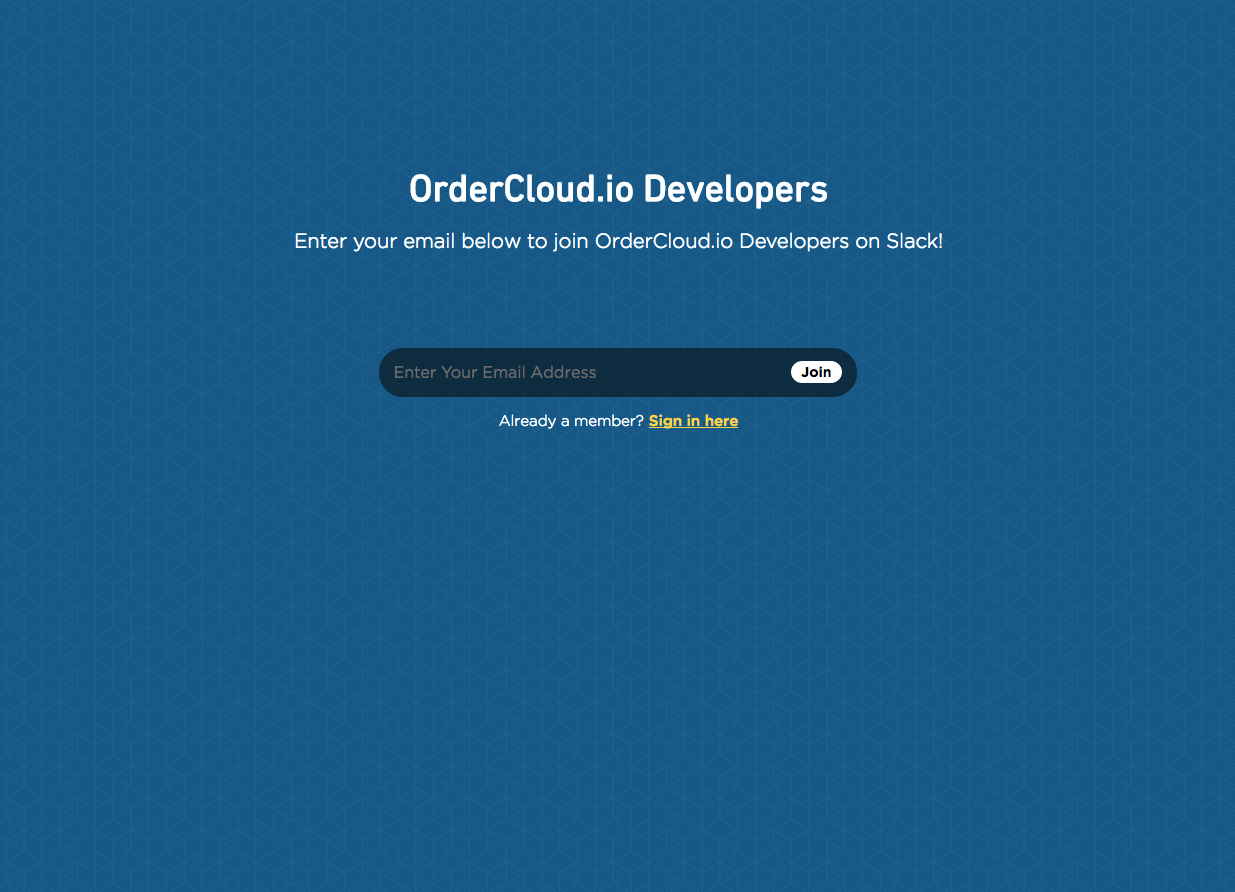 OrderCloud.io Developers
Enter your email below to join OrderCloud.io Developers on Slack!
Enter Your Email Address Join
Already a member? Sign in here